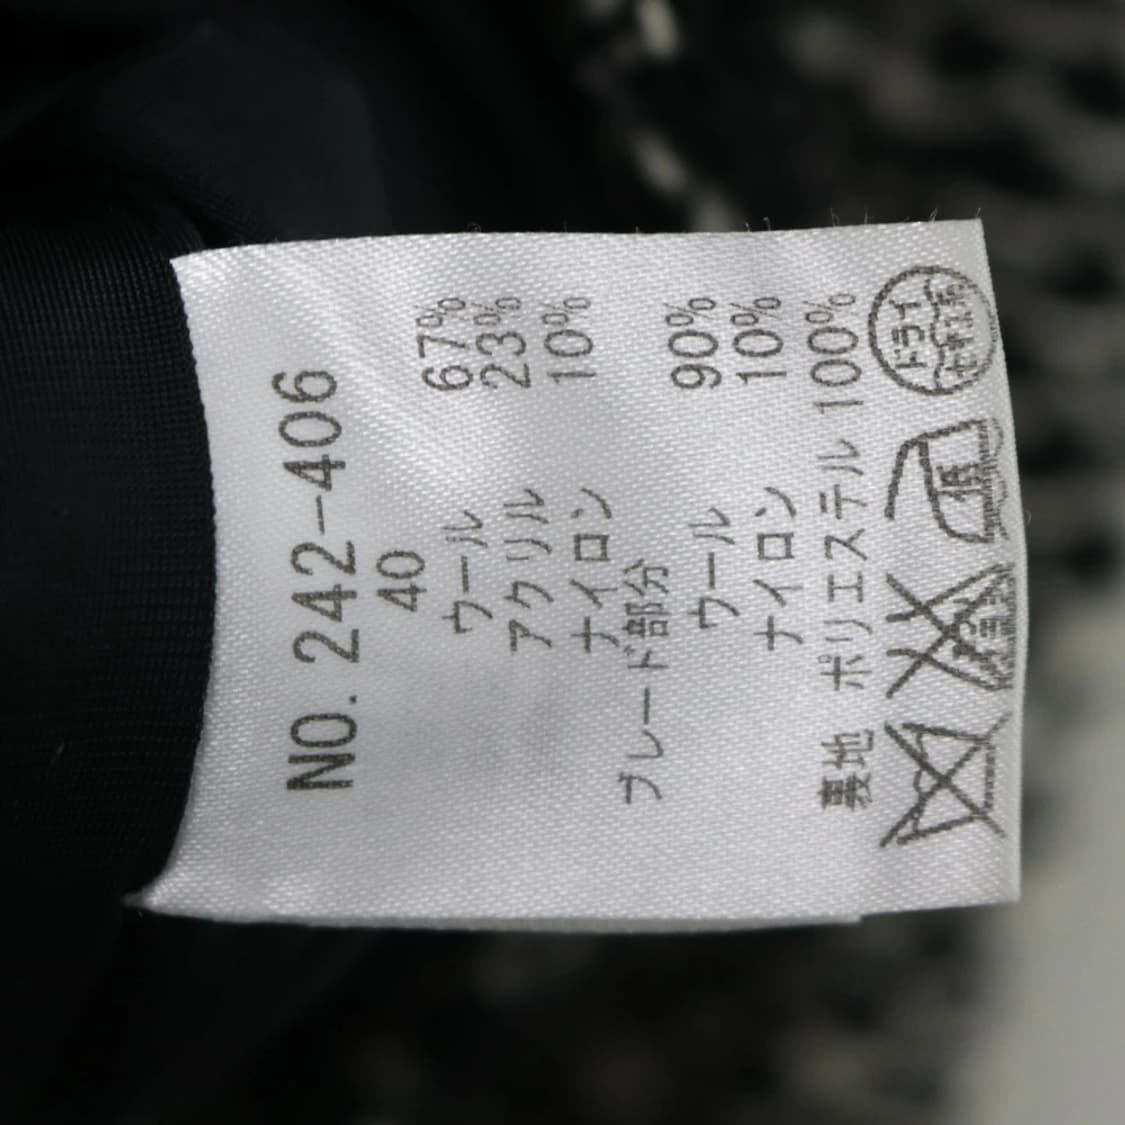 NO. 242-406
40
ウール 67%
アクリル 23%
ナイロン 10%
ブレード部分
ウール 90%
ナイロン 10%
裏地 ポリエステル 100%
低 ドライ